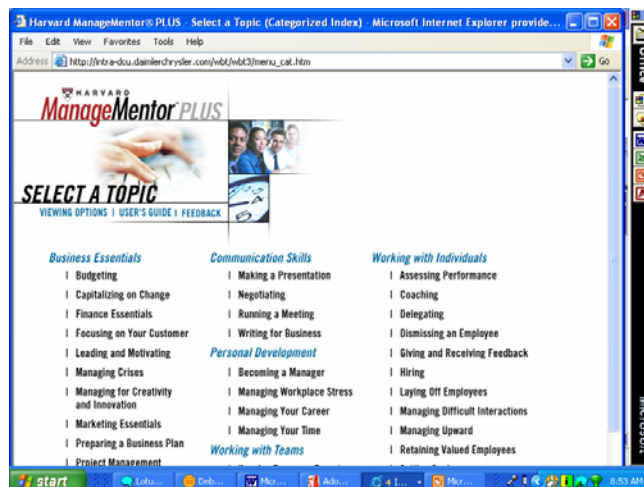 Harvard ManageMentor® PLUS - Select a Topic (Categorized Index) - Microsoft Internet Explorer provide...
File Edit View Favorites Tools Help
Address http://intra-dcu.daimlerchrysler.com/wbt/wbt3/menu_cat.htm Go
HARVARD
ManageMentor PLUS
SELECT A TOPIC
VIEWING OPTIONS | USER'S GUIDE | FEEDBACK
Business Essentials
| Budgeting
| Capitalizing on Change
| Finance Essentials
| Focusing on Your Customer
| Leading and Motivating
| Managing Crises
| Managing for Creativity
and Innovation
| Marketing Essentials
| Preparing a Business Plan
| Project Management
Communication Skills
| Making a Presentation
| Negotiating
| Running a Meeting
| Writing for Business
Personal Development
| Becoming a Manager
| Managing Workplace Stress
| Managing Your Career
| Managing Your Time
Working with Teams
Working with Individuals
| Assessing Performance
| Coaching
| Delegating
| Dismissing an Employee
| Giving and Receiving Feedback
| Hiring
| Laying Off Employees
| Managing Difficult Interactions
| Managing Upward
| Retaining Valued Employees
Office
Microsoft
start Lotu... Deb... Micr... Ado... 4 I... Micr... 8:53 AM